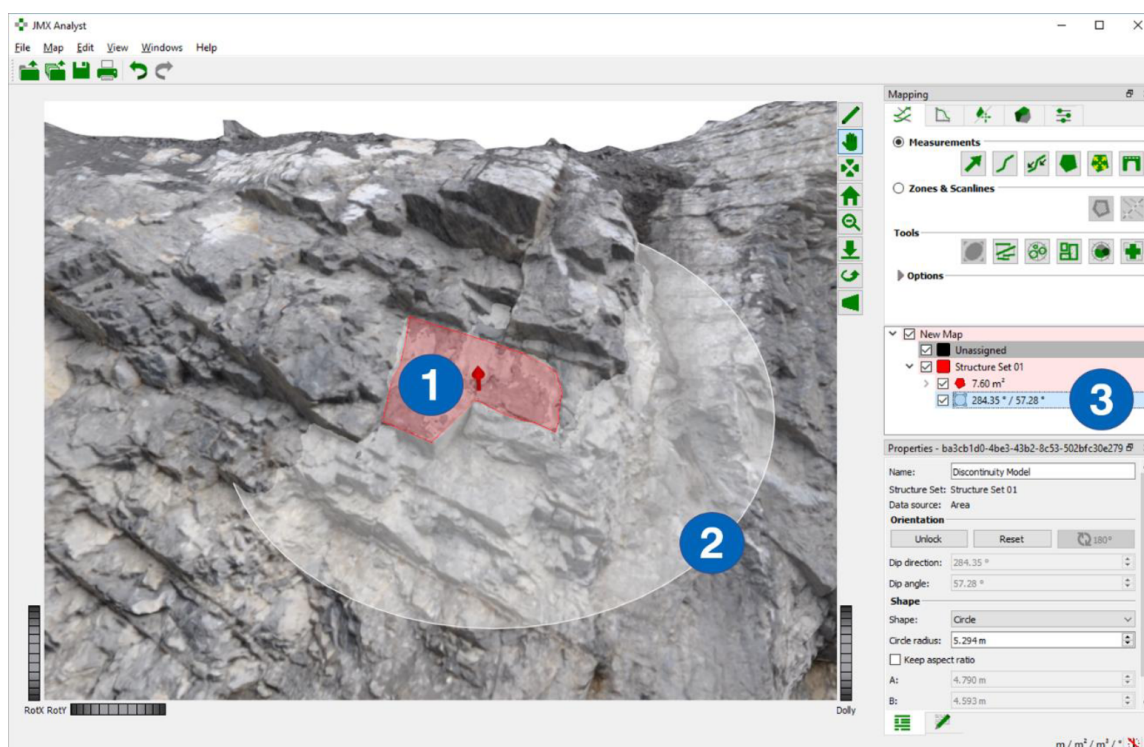 JMX Analyst
File Map Edit View Windows Help
Mapping
Measurements
Zones & Scanlines
Tools
Options
New Map
Unassigned
Structure Set 01
7.60 m²
284.35 ° / 57.28 °
1
2
3
Properties - ba3cb1d0-4be3-43b2-8c53-502bfc30e279
Name: Discontinuity Model
Structure Set: Structure Set 01
Data source: Area
Orientation
Unlock Reset 180°
Dip direction: 284.35 °
Dip angle: 57.28 °
Shape
Shape: Circle
Circle radius: 5.294 m
Keep aspect ratio
A: 4.790 m
B: 4.593 m
RotX RotY Dolly
m / m² / m³ / °